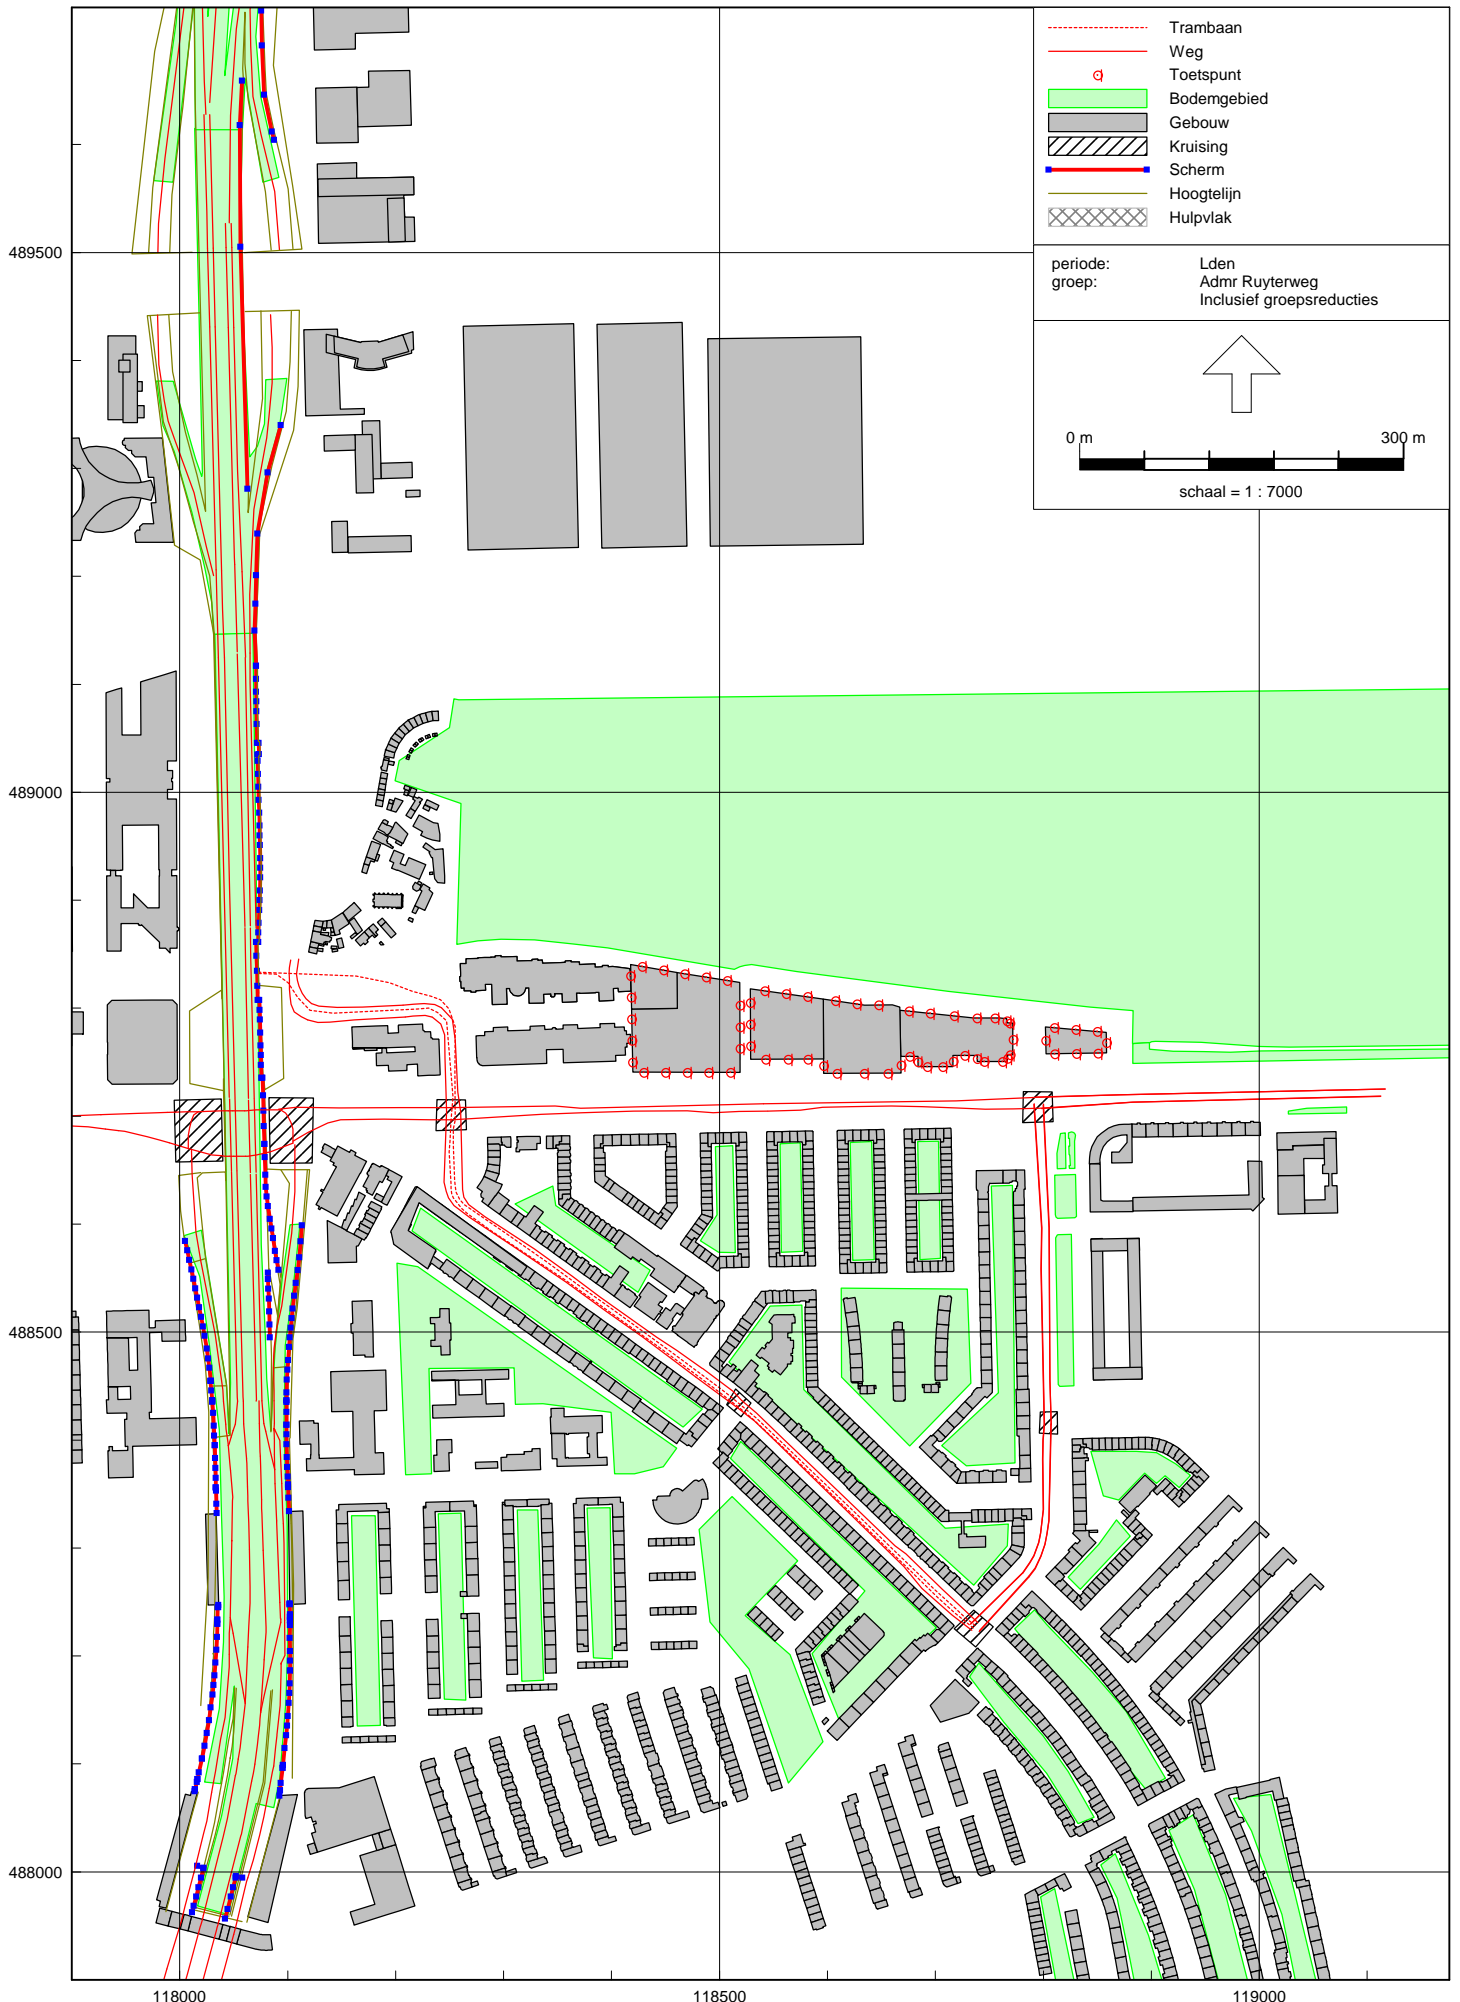 Trambaan
Weg
Toetspunt
Bodemgebied
Gebouw
Kruising
Scherm
Hoogtelijn
Hulpvlak
periode: Lden
groep: Admr Ruyterweg
Inclusief groepsreducties
0 m 300 m
schaal = 1 : 7000
489500
489000
488500
488000
118000 118500 119000